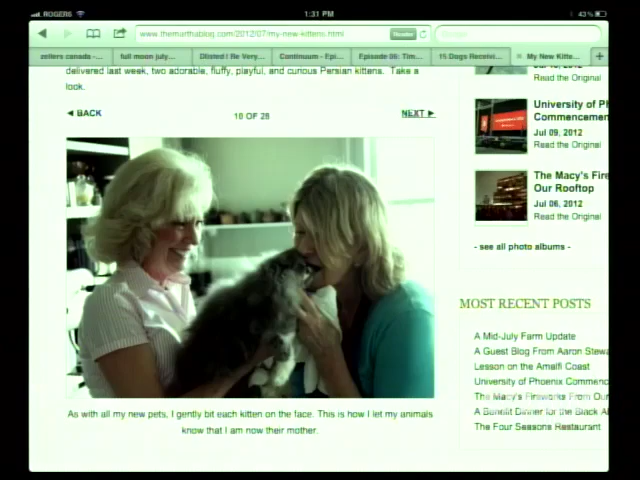 ROGERS
1:31 PM
43%
www.themarthablog.com/2012/07/my-new-kittens.html
Reader
zellers canada -...
full moon july...
Dlisted | Be Very...
Continuum - Epi...
Episode 06: Tim...
15 Dogs Receivi...
My New Kitte...
delivered last week, two adorable, fluffy, playful, and curious Persian kittens. Take a
look.
◄ BACK
18 OF 28
NEXT ►
As with all my new pets, I gently bit each kitten on the face. This is how I let my animals
know that I am now their mother.
Read the Original
University of Ph
Commencemen
Jul 09, 2012
Read the Original
The Macy's Fire
Our Rooftop
Jul 06, 2012
Read the Original
- see all photo albums -
MOST RECENT POSTS
A Mid-July Farm Update
A Guest Blog From Aaron Stewa
Lesson on the Amalfi Coast
University of Phoenix Commenc
The Macy's Fireworks From Our
A Benefit Dinner for the Black Al
The Four Seasons Restaurant